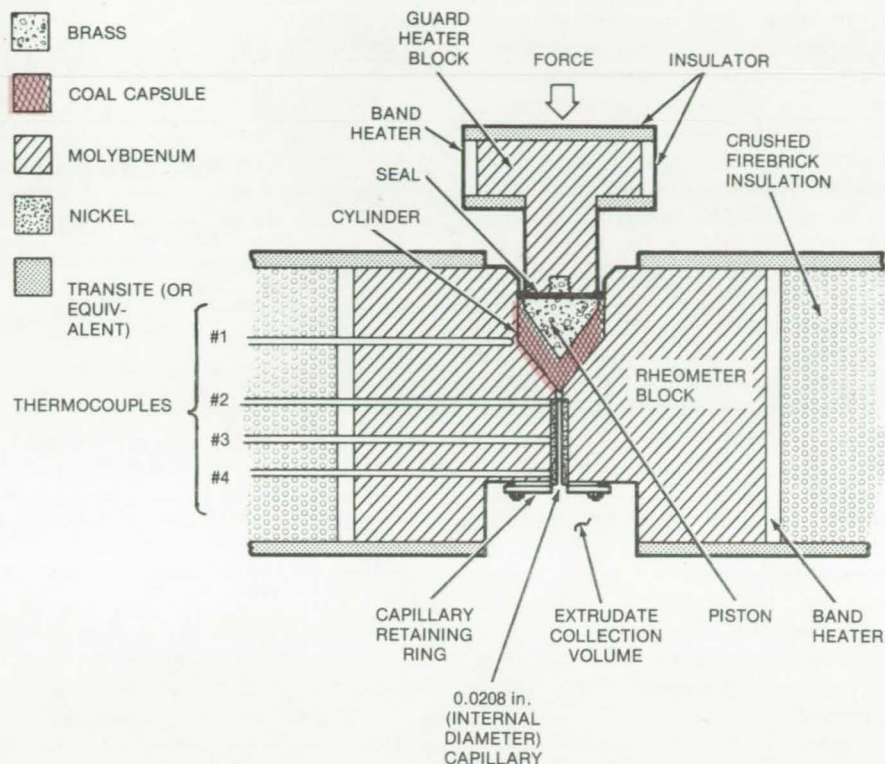 BRASS
COAL CAPSULE
MOLYBDENUM
NICKEL
TRANSITE (OR
EQUIV-
ALENT)
GUARD
HEATER
BLOCK
FORCE
INSULATOR
BAND
HEATER
SEAL
CYLINDER
CRUSHED
FIREBRICK
INSULATION
THERMOCOUPLES
#1
#2
#3
#4
RHEOMETER
BLOCK
CAPILLARY
RETAINING
RING
EXTRUDATE
COLLECTION
VOLUME
PISTON
BAND
HEATER
0.0208 in.
(INTERNAL
DIAMETER)
CAPILLARY